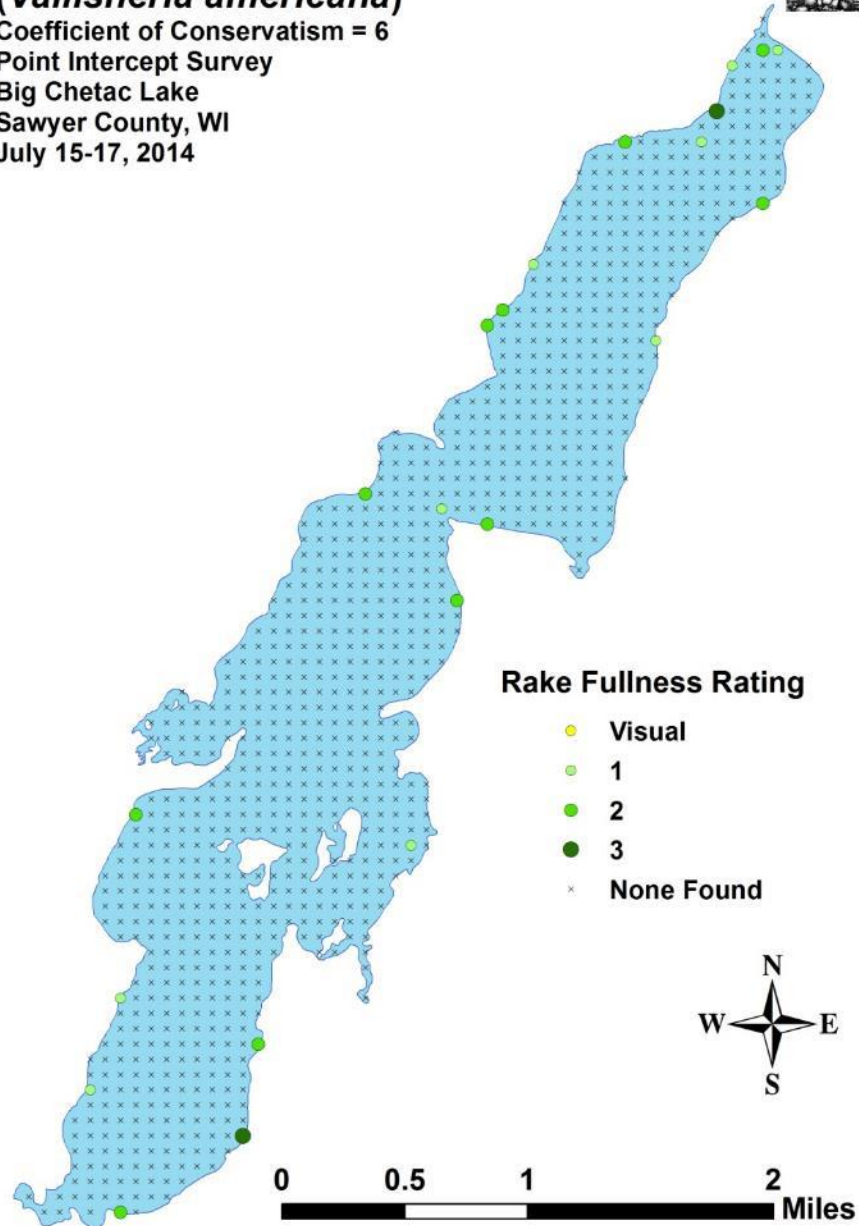 (Vallisneria americana)
Coefficient of Conservatism = 6
Point Intercept Survey
Big Chetac Lake
Sawyer County, WI
July 15-17, 2014
Rake Fullness Rating
Visual
1
2
3
None Found
N
W E
S
0 0.5 1 2
Miles